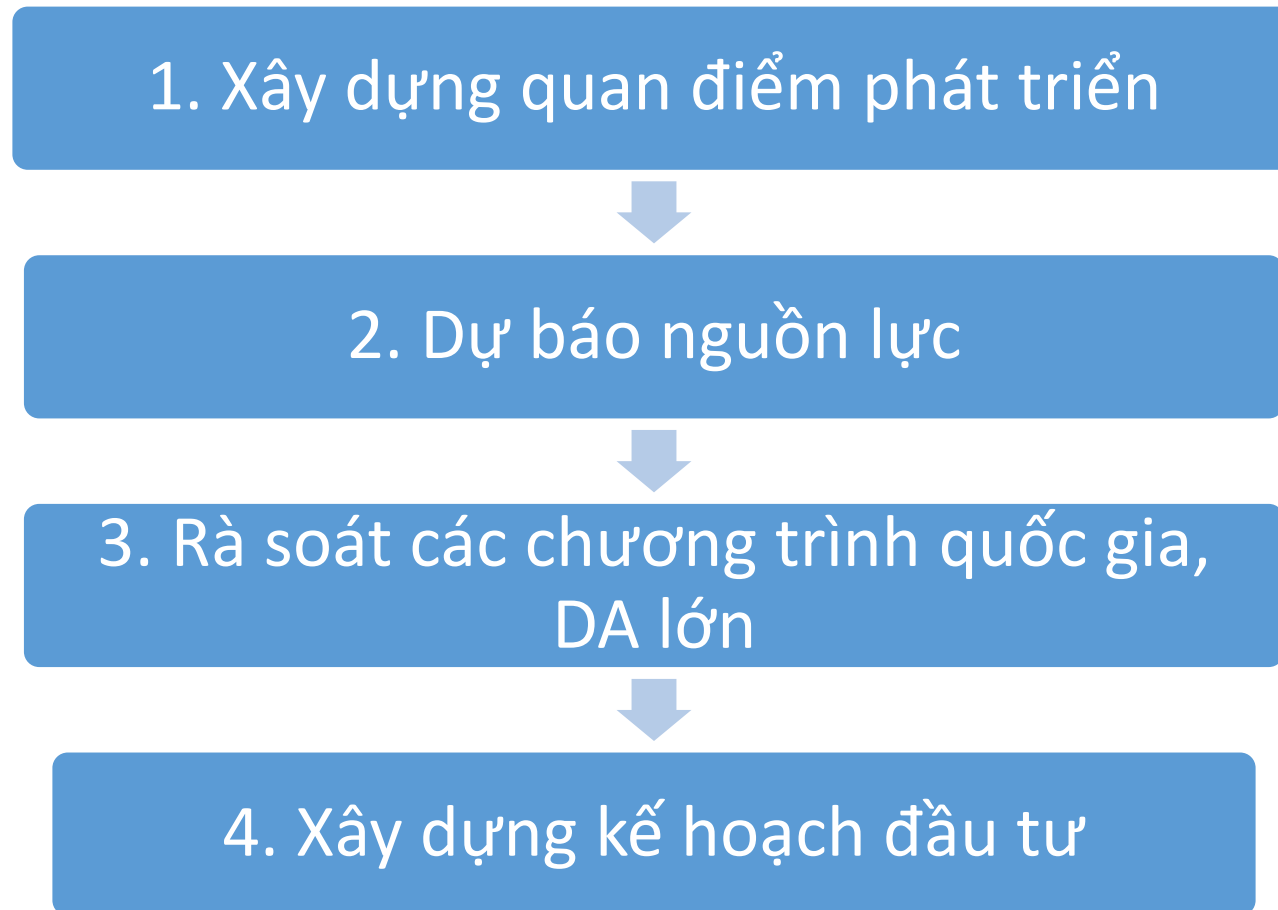 1. Xây dựng quan điểm phát triển
2. Dự báo nguồn lực
3. Rà soát các chương trình quốc gia,
DA lớn
4. Xây dựng kế hoạch đầu tư